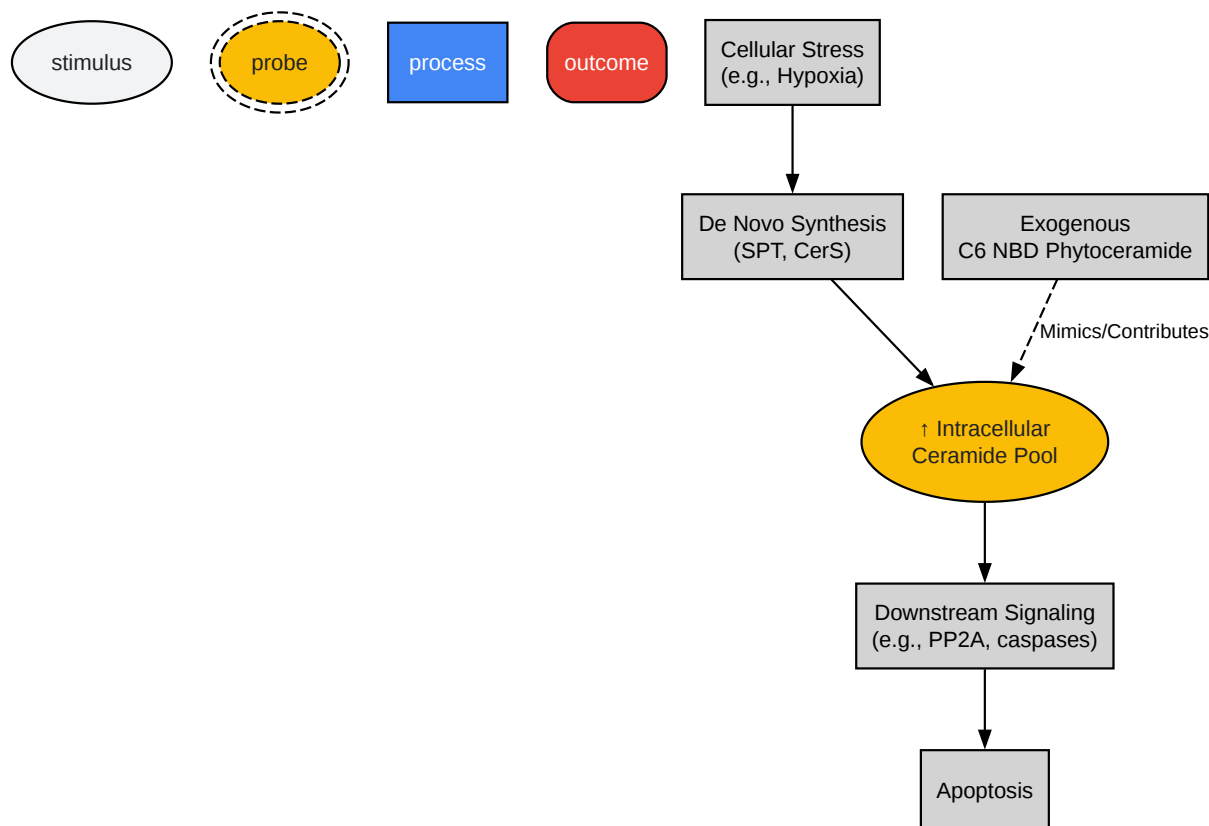 stimulus
probe
process
outcome
Cellular Stress
(e.g., Hypoxia)
De Novo Synthesis
(SPT, CerS)
Exogenous
C6 NBD Phytoceramide
Mimics/Contributes
↑ Intracellular
Ceramide Pool
Downstream Signaling
(e.g., PP2A, caspases)
Apoptosis